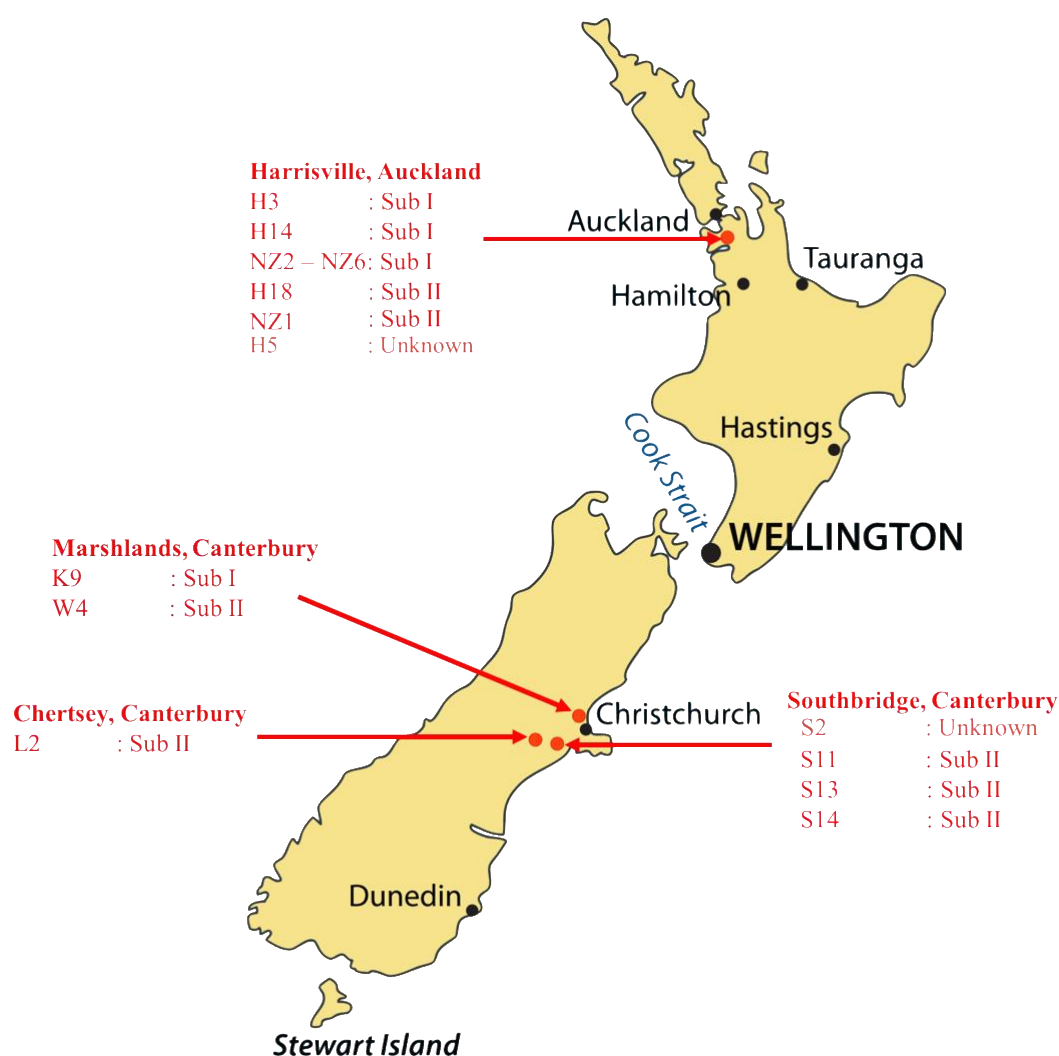 Harrisville, Auckland
H3 : Sub I
H14 : Sub I
NZ2 – NZ6: Sub I
H18 : Sub II
NZ1 : Sub II
H5 : Unknown
Auckland
Tauranga
Hamilton
Hastings
Cook Strait
WELLINGTON
Marshlands, Canterbury
K9 : Sub I
W4 : Sub II
Chertsey, Canterbury
L2 : Sub II
Christchurch
Southbridge, Canterbury
S2 : Unknown
S11 : Sub II
S13 : Sub II
S14 : Sub II
Dunedin
Stewart Island